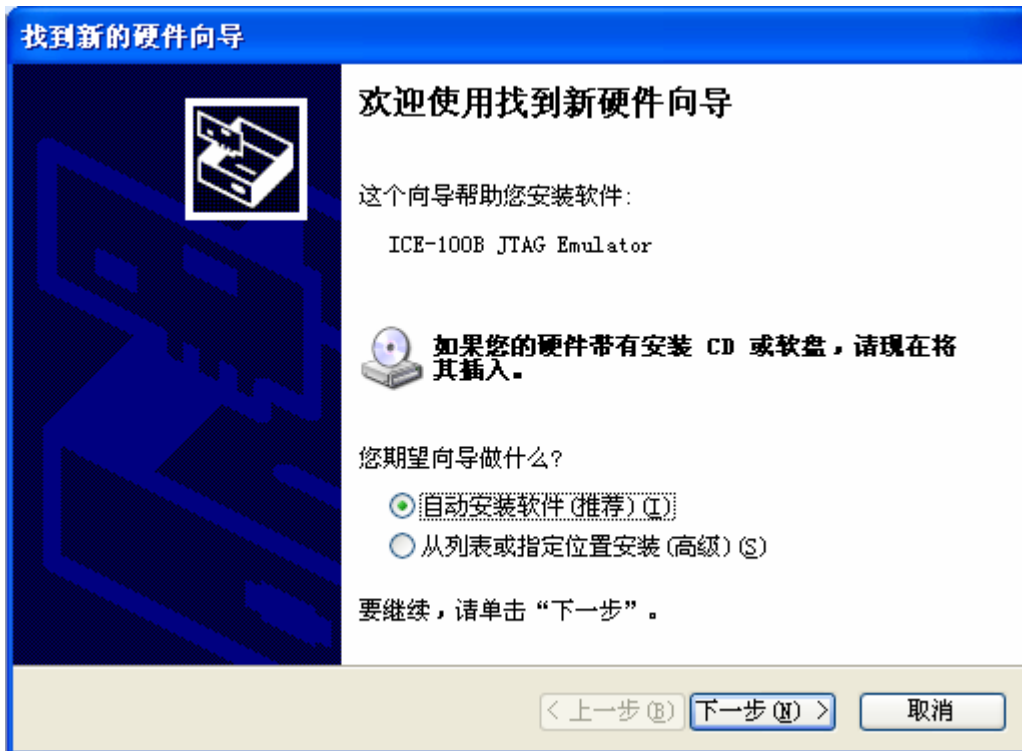 找到新的硬件向导
欢迎使用找到新硬件向导
这个向导帮助您安装软件:
ICE-100B JTAG Emulator
如果您的硬件带有安装 CD 或软盘，请现在将
其插入。
您期望向导做什么?
自动安装软件(推荐)(I)
从列表或指定位置安装(高级)(S)
要继续，请单击“下一步”。
< 上一步(B) 下一步(N) > 取消